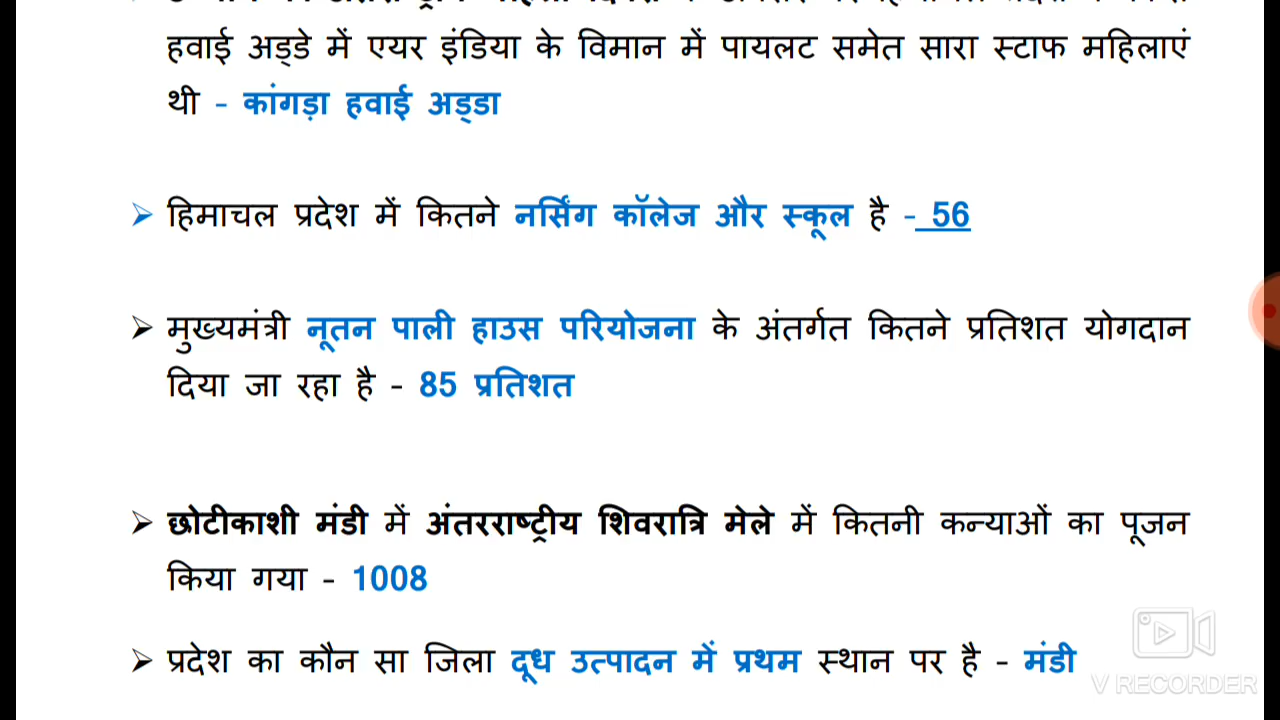 हवाई अड्डे में एयर इंडिया के विमान में पायलट समेत सारा स्टाफ महिलाएं
थी - कांगड़ा हवाई अड्डा
➢ हिमाचल प्रदेश में कितने नर्सिंग कॉलेज और स्कूल है - 56
➢ मुख्यमंत्री नूतन पाली हाउस परियोजना के अंतर्गत कितने प्रतिशत योगदान
दिया जा रहा है - 85 प्रतिशत
➢ छोटीकाशी मंडी में अंतरराष्ट्रीय शिवरात्रि मेले में कितनी कन्याओं का पूजन
किया गया - 1008
➢ प्रदेश का कौन सा जिला दूध उत्पादन में प्रथम स्थान पर है - मंडी
V RECORDER